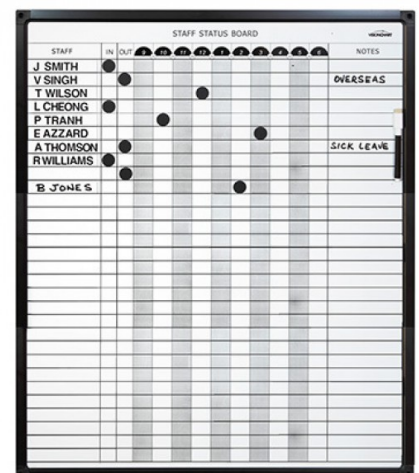 STAFF STATUS BOARD
VISIONCHART
STAFF IN OUT 9 10 11 12 1 2 3 4 5 6 NOTES
J SMITH
V SINGH OVERSEAS
T WILSON
L CHEONG
P TRANH
E AZZARD
A THOMSON SICK LEAVE
R WILLIAMS
B JONES